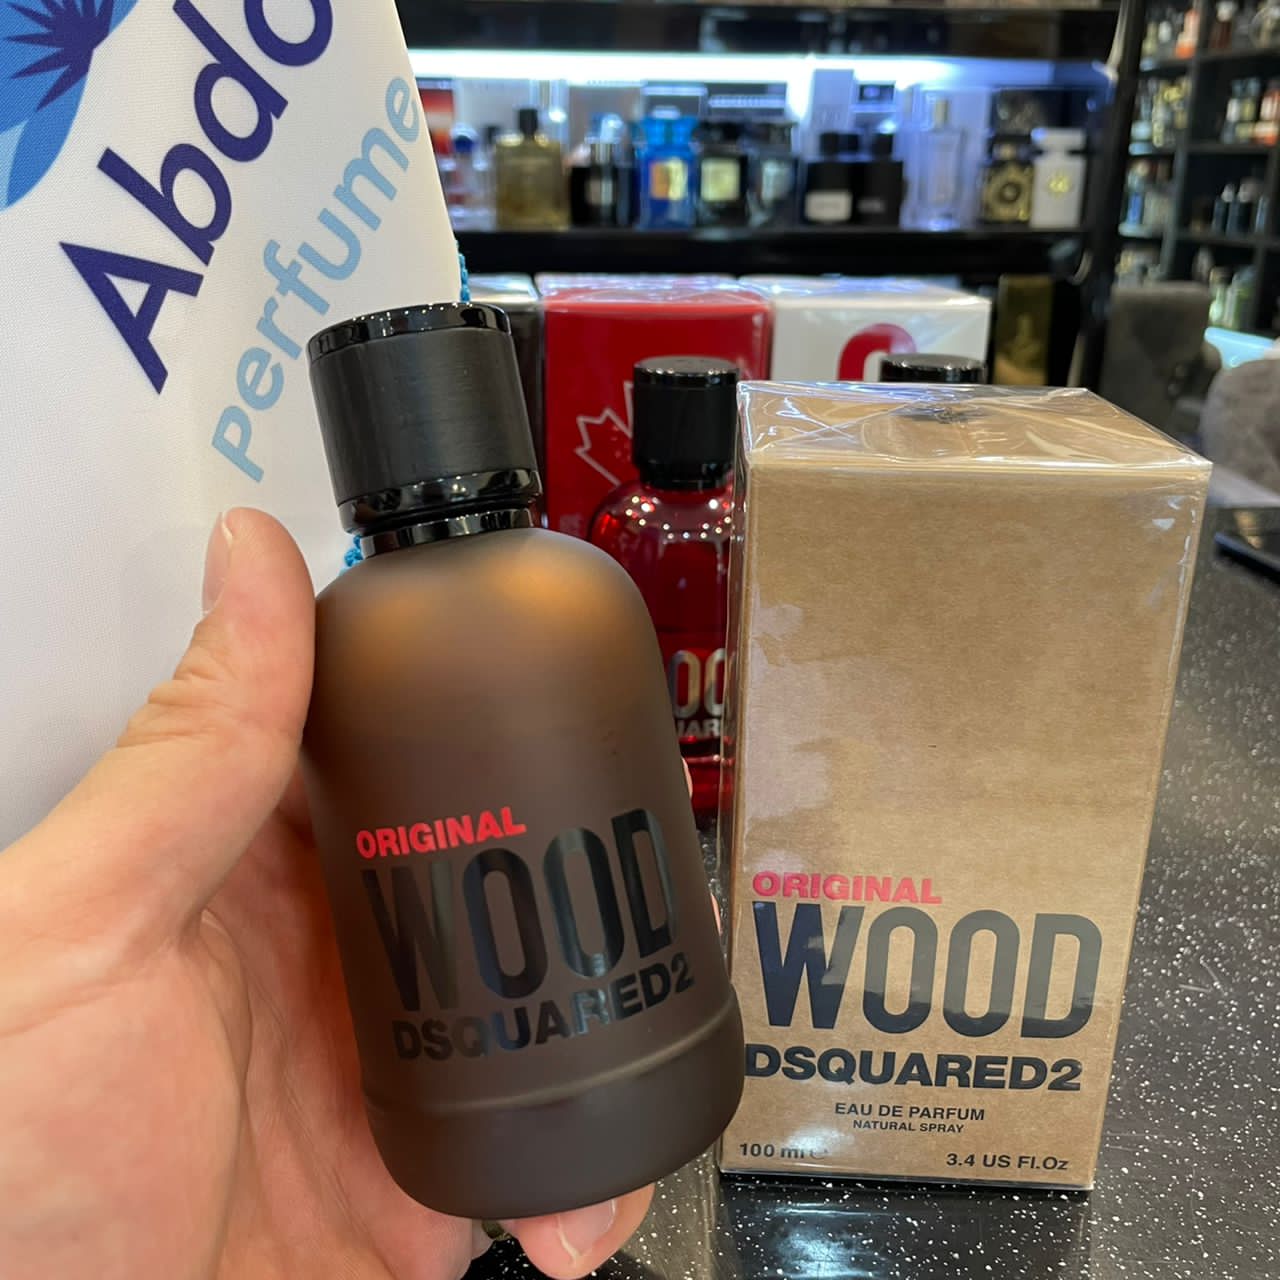 Abdo
Perfume
ORIGINAL
WOOD
DSQUARED2
ORIGINAL
WOOD
DSQUARED2
EAU DE PARFUM
NATURAL SPRAY
100 ml e
3.4 US Fl.Oz